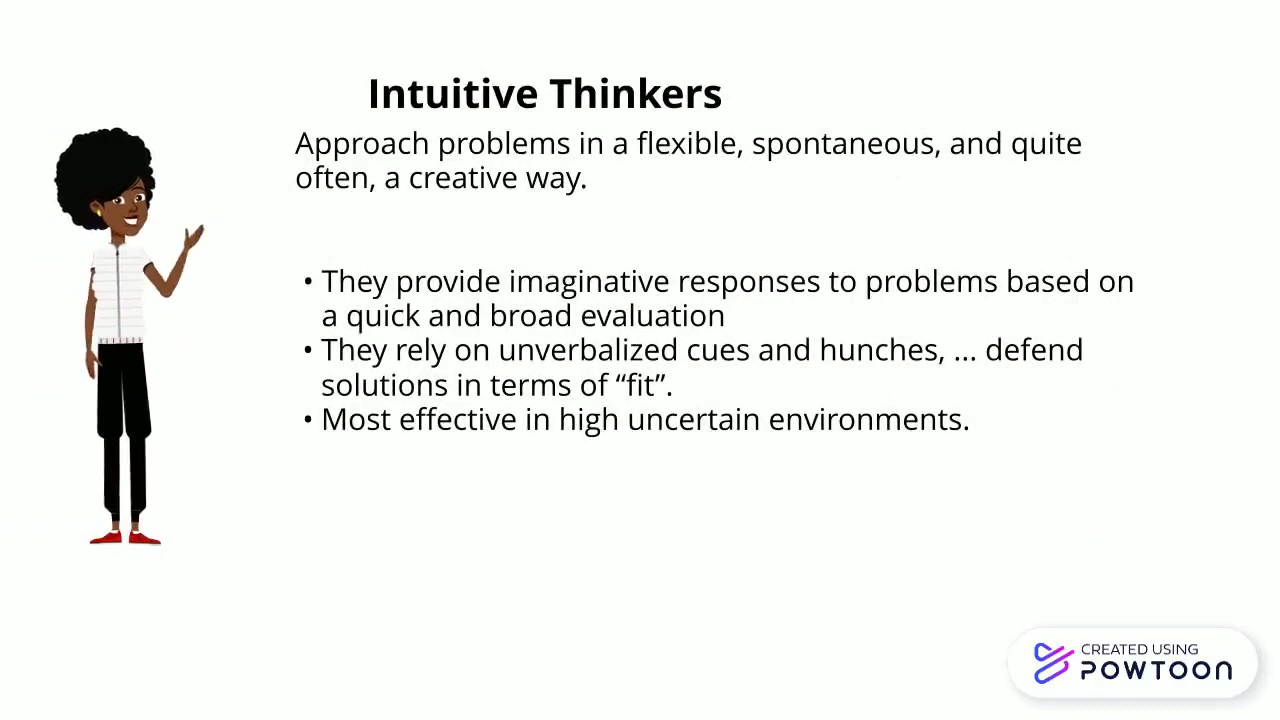 Intuitive Thinkers
Approach problems in a flexible, spontaneous, and quite
often, a creative way.
• They provide imaginative responses to problems based on
a quick and broad evaluation
• They rely on unverbalized cues and hunches, ... defend
solutions in terms of “fit”.
• Most effective in high uncertain environments.
CREATED USING
POWTOON